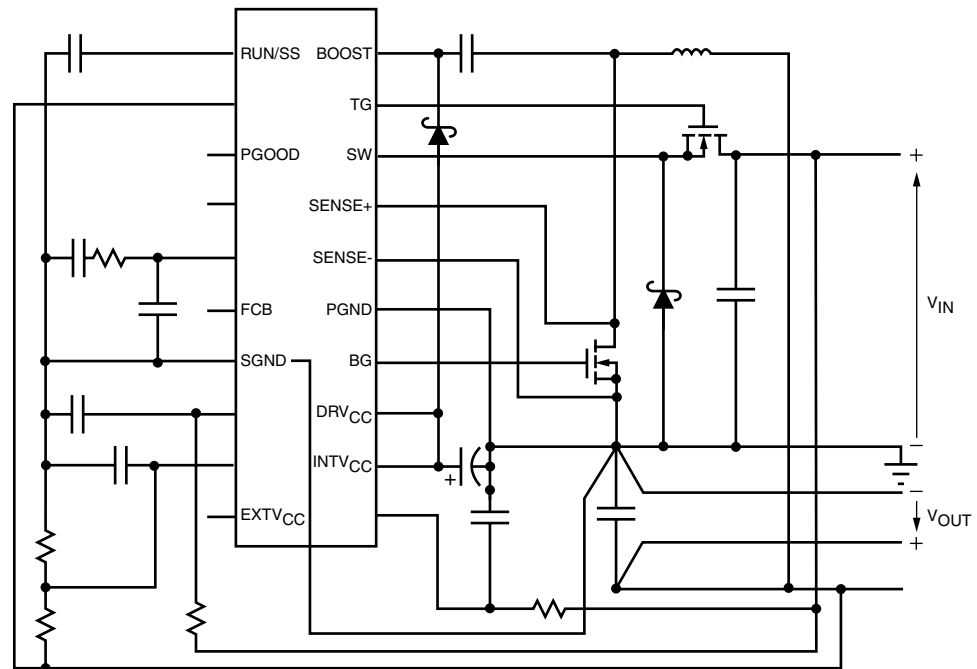 RUN/SS
BOOST
TG
PGOOD
SW
SENSE+
SENSE-
FCB
PGND
SGND
BG
DRVCC
INTVCC
EXTVCC
+
+
VIN
−
−
VOUT
+